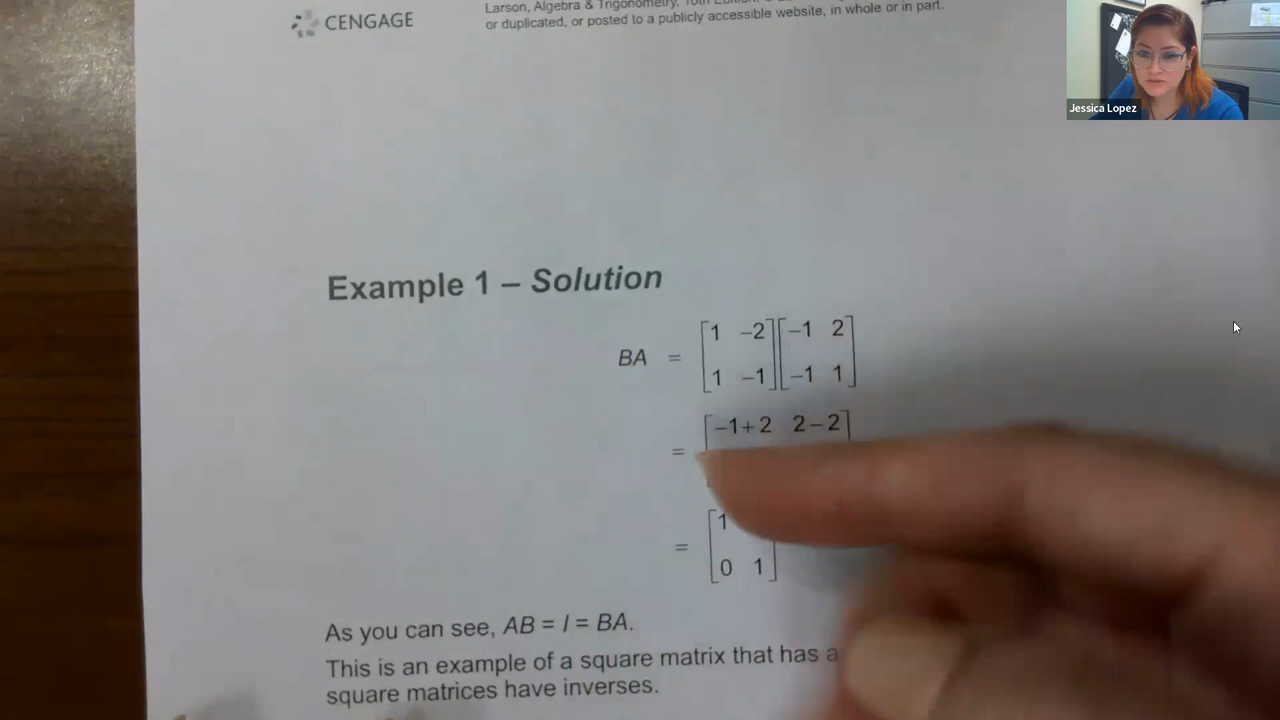 CENGAGE
Larson, Algebra & Trigonometry, 10th Edition.
or duplicated, or posted to a publicly accessible website, in whole or in part.
Jessica Lopez
Example 1 – Solution
BA = [1 −2] [−1 2]
[1 −1] [−1 1]
= [−1+2 2−2]
= [1
0 1]
As you can see, AB = I = BA.
This is an example of a square matrix that has a
square matrices have inverses.